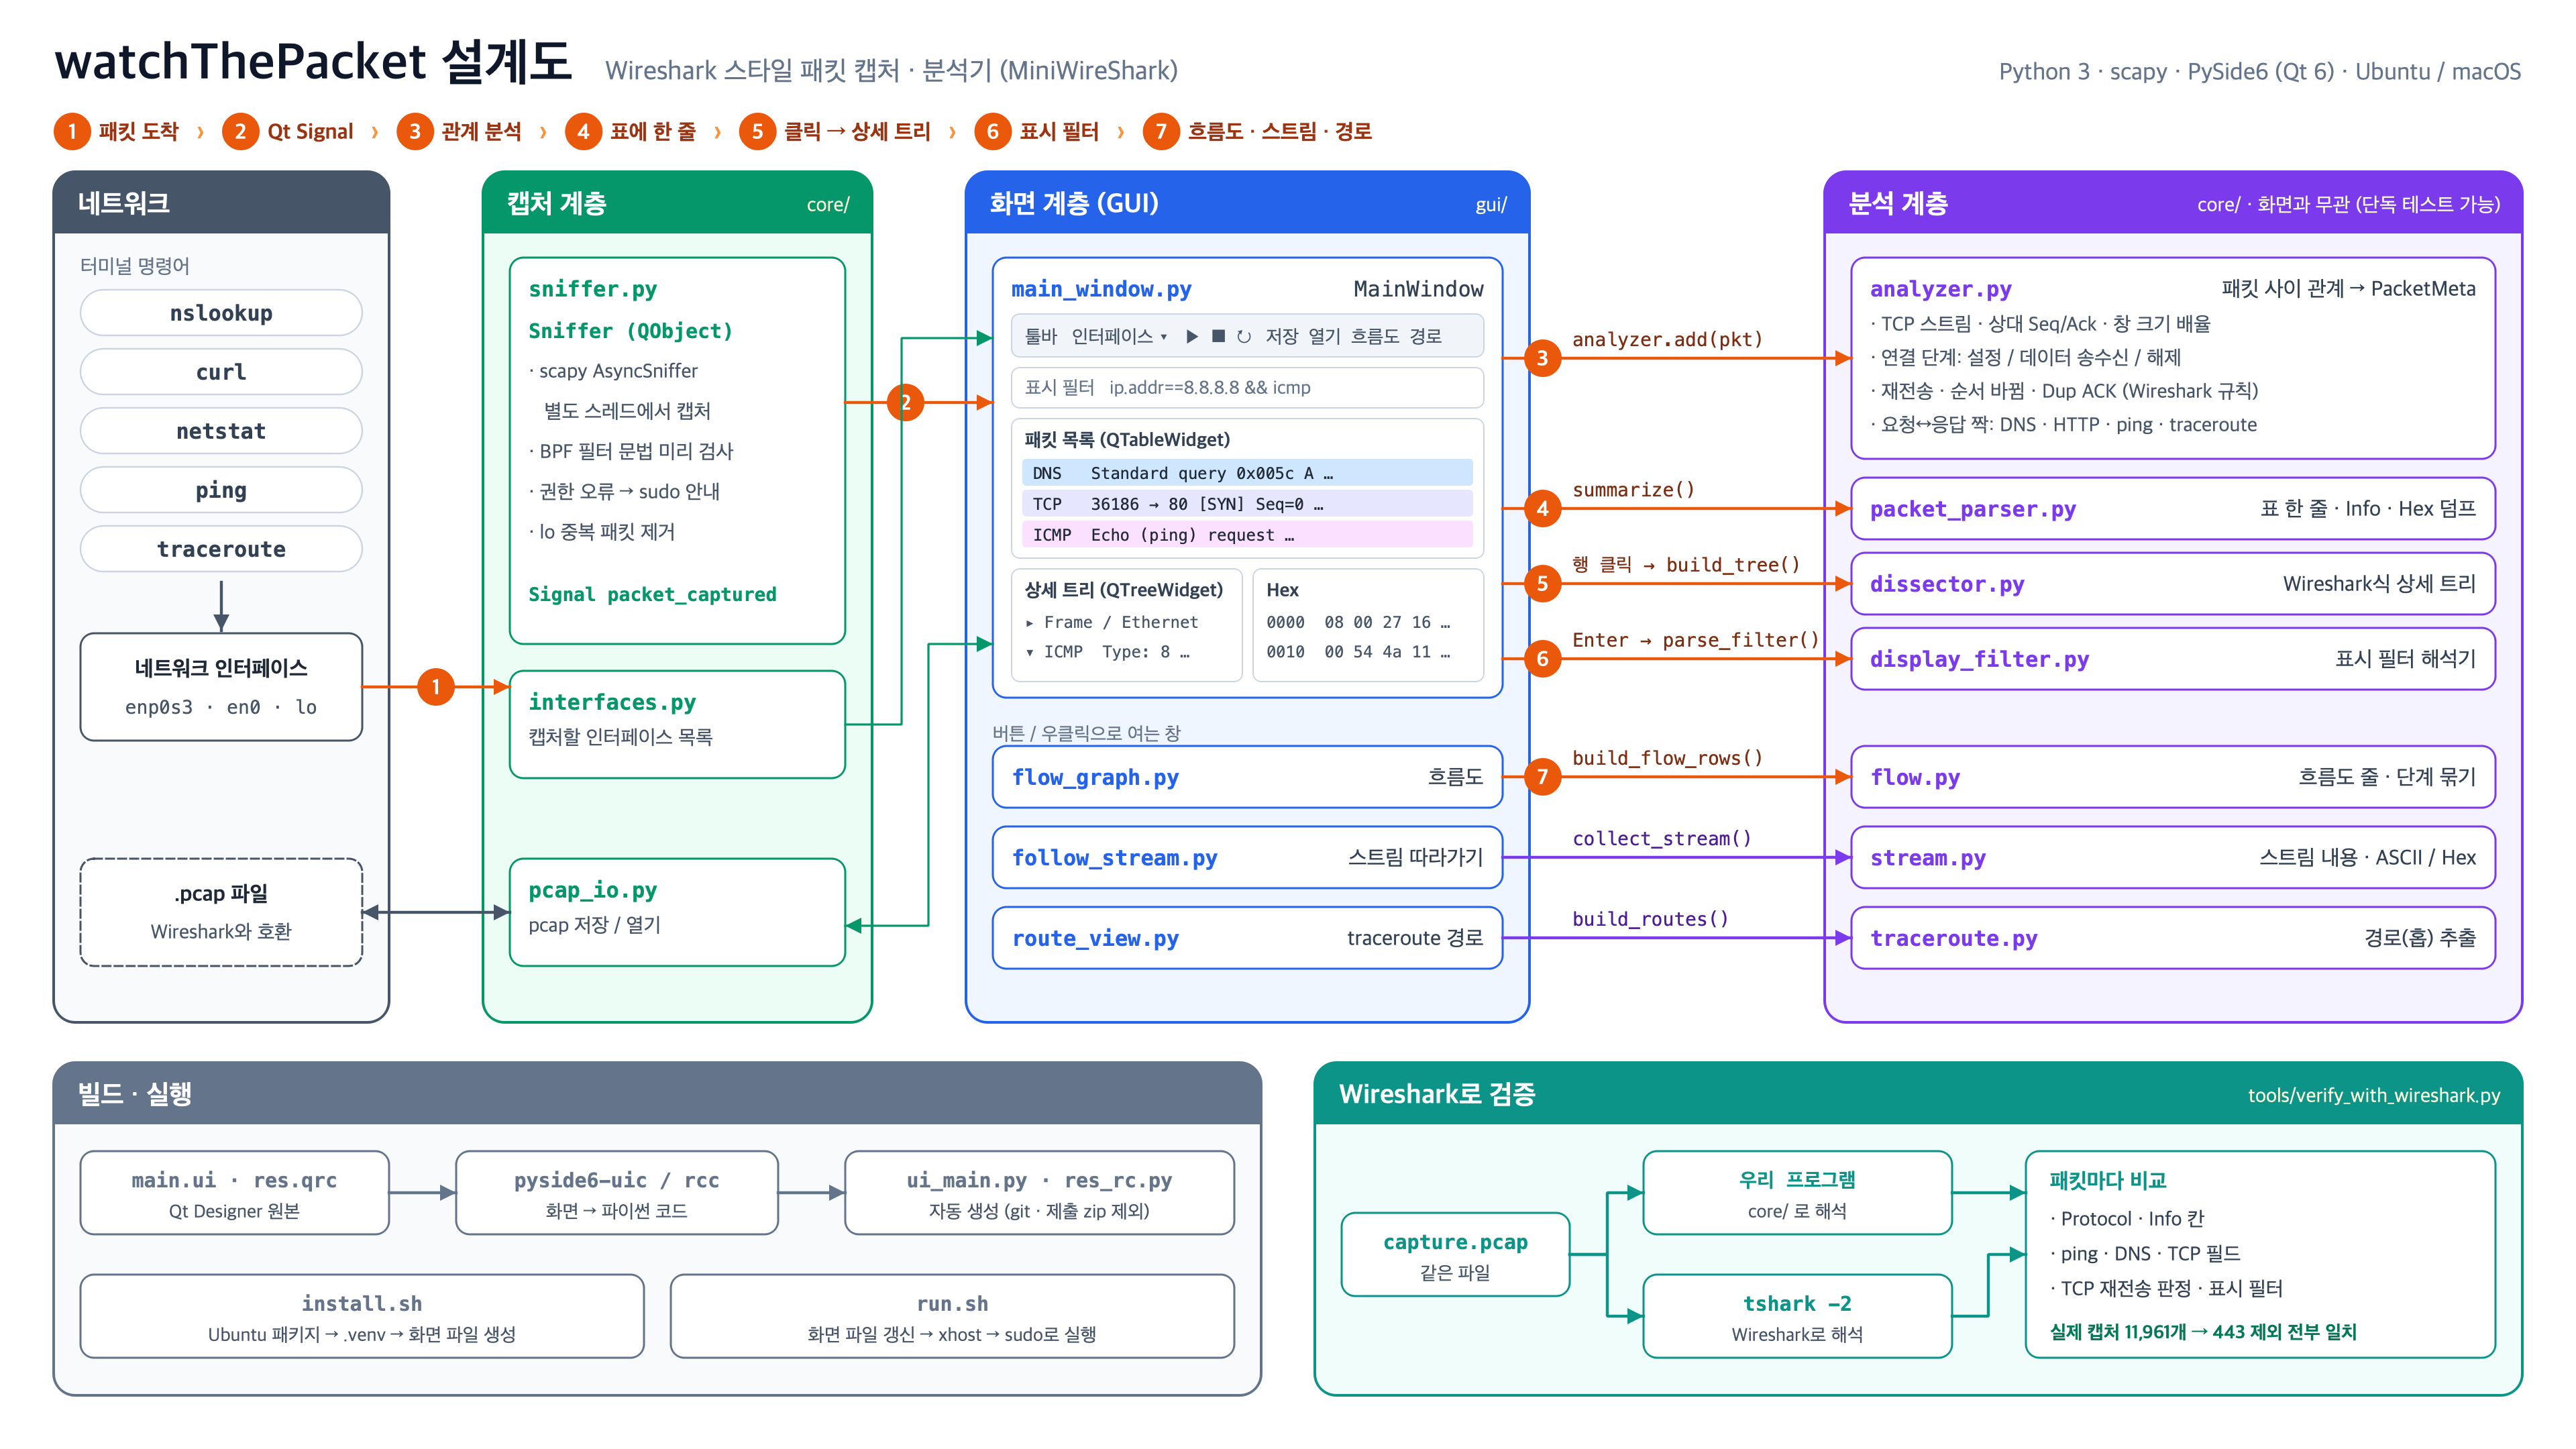 watchThePacket 설계도
Wireshark 스타일 패킷 캡처 · 분석기 (MiniWireShark)
Python 3 · scapy · PySide6 (Qt 6) · Ubuntu / macOS
1 패킷 도착 › 2 Qt Signal › 3 관계 분석 › 4 표에 한 줄 › 5 클릭 → 상세 트리 › 6 표시 필터 › 7 흐름도 · 스트림 · 경로
네트워크
터미널 명령어
nslookup
curl
netstat
ping
traceroute
네트워크 인터페이스
enp0s3 · en0 · lo
.pcap 파일
Wireshark와 호환
1
캡처 계층 core/
sniffer.py
Sniffer (QObject)
· scapy AsyncSniffer
별도 스레드에서 캡처
· BPF 필터 문법 미리 검사
· 권한 오류 → sudo 안내
· lo 중복 패킷 제거
Signal packet_captured
interfaces.py
캡처할 인터페이스 목록
pcap_io.py
pcap 저장 / 열기
2
화면 계층 (GUI) gui/
main_window.py MainWindow
툴바 인터페이스 ▾ ▶ ■ ↻ 저장 열기 흐름도 경로
표시 필터 ip.addr==8.8.8.8 && icmp
패킷 목록 (QTableWidget)
DNS Standard query 0x005c A …
TCP 36186 → 80 [SYN] Seq=0 …
ICMP Echo (ping) request …
상세 트리 (QTreeWidget)
▸ Frame / Ethernet
▾ ICMP Type: 8 …
Hex
0000 08 00 27 16 …
0010 00 54 4a 11 …
버튼 / 우클릭으로 여는 창
flow_graph.py 흐름도
follow_stream.py 스트림 따라가기
route_view.py traceroute 경로
3 analyzer.add(pkt)
4 summarize()
5 행 클릭 → build_tree()
6 Enter → parse_filter()
7 build_flow_rows()
collect_stream()
build_routes()
분석 계층 core/ · 화면과 무관 (단독 테스트 가능)
analyzer.py 패킷 사이 관계 → PacketMeta
· TCP 스트림 · 상대 Seq/Ack · 창 크기 배율
· 연결 단계: 설정 / 데이터 송수신 / 해제
· 재전송 · 순서 바뀜 · Dup ACK (Wireshark 규칙)
· 요청↔응답 짝: DNS · HTTP · ping · traceroute
packet_parser.py 표 한 줄 · Info · Hex 덤프
dissector.py Wireshark식 상세 트리
display_filter.py 표시 필터 해석기
flow.py 흐름도 줄 · 단계 묶기
stream.py 스트림 내용 · ASCII / Hex
traceroute.py 경로(홉) 추출
빌드 · 실행
main.ui · res.qrc
Qt Designer 원본
pyside6-uic / rcc
화면 → 파이썬 코드
ui_main.py · res_rc.py
자동 생성 (git · 제출 zip 제외)
install.sh
Ubuntu 패키지 → .venv → 화면 파일 생성
run.sh
화면 파일 갱신 → xhost → sudo로 실행
Wireshark로 검증 tools/verify_with_wireshark.py
capture.pcap
같은 파일
우리 프로그램
core/ 로 해석
tshark -2
Wireshark로 해석
패킷마다 비교
· Protocol · Info 칸
· ping · DNS · TCP 필드
· TCP 재전송 판정 · 표시 필터
실제 캡처 11,961개 → 443 제외 전부 일치